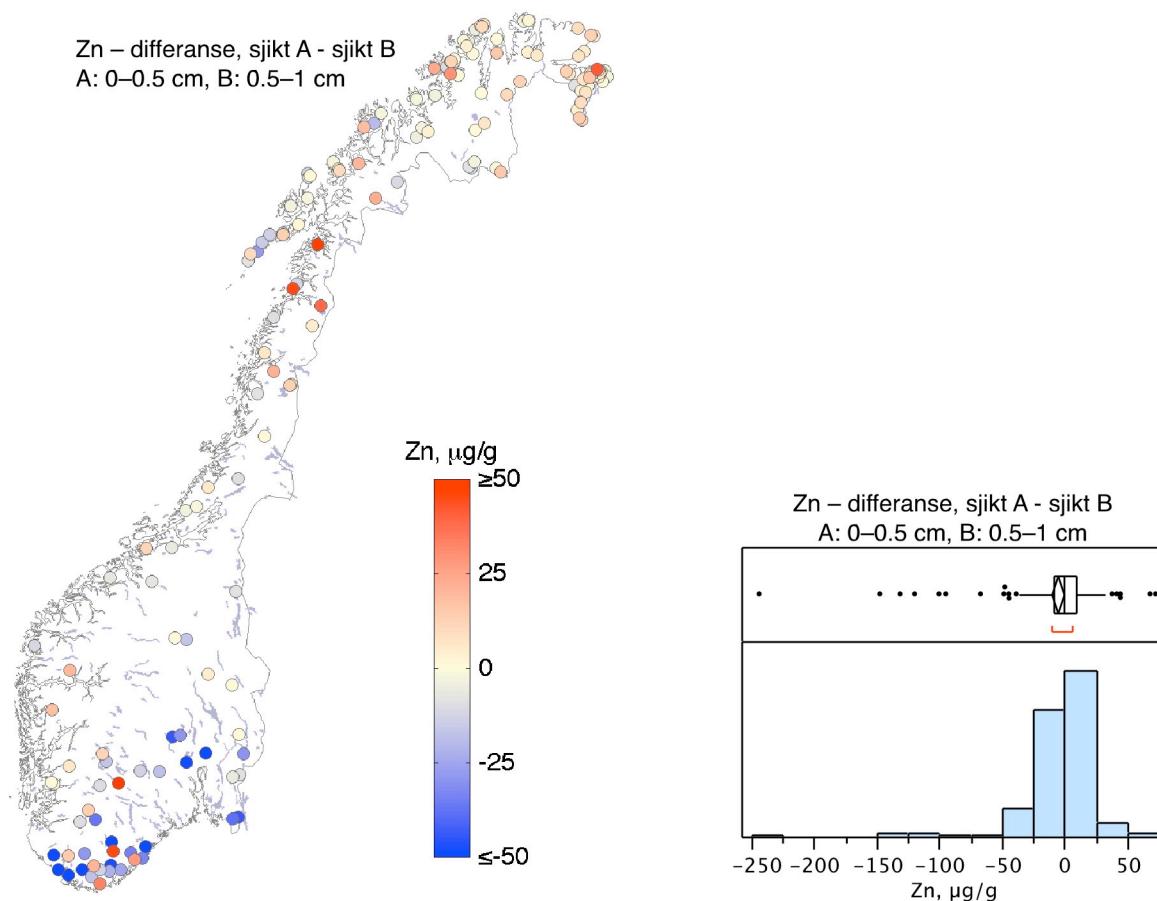 Zn – differanse, sjikt A - sjikt B
A: 0–0.5 cm, B: 0.5–1 cm
Zn, µg/g
≥50
25
0
-25
≤-50
Zn – differanse, sjikt A - sjikt B
A: 0–0.5 cm, B: 0.5–1 cm
−250 −200 −150 −100 −50 0 50
Zn, µg/g